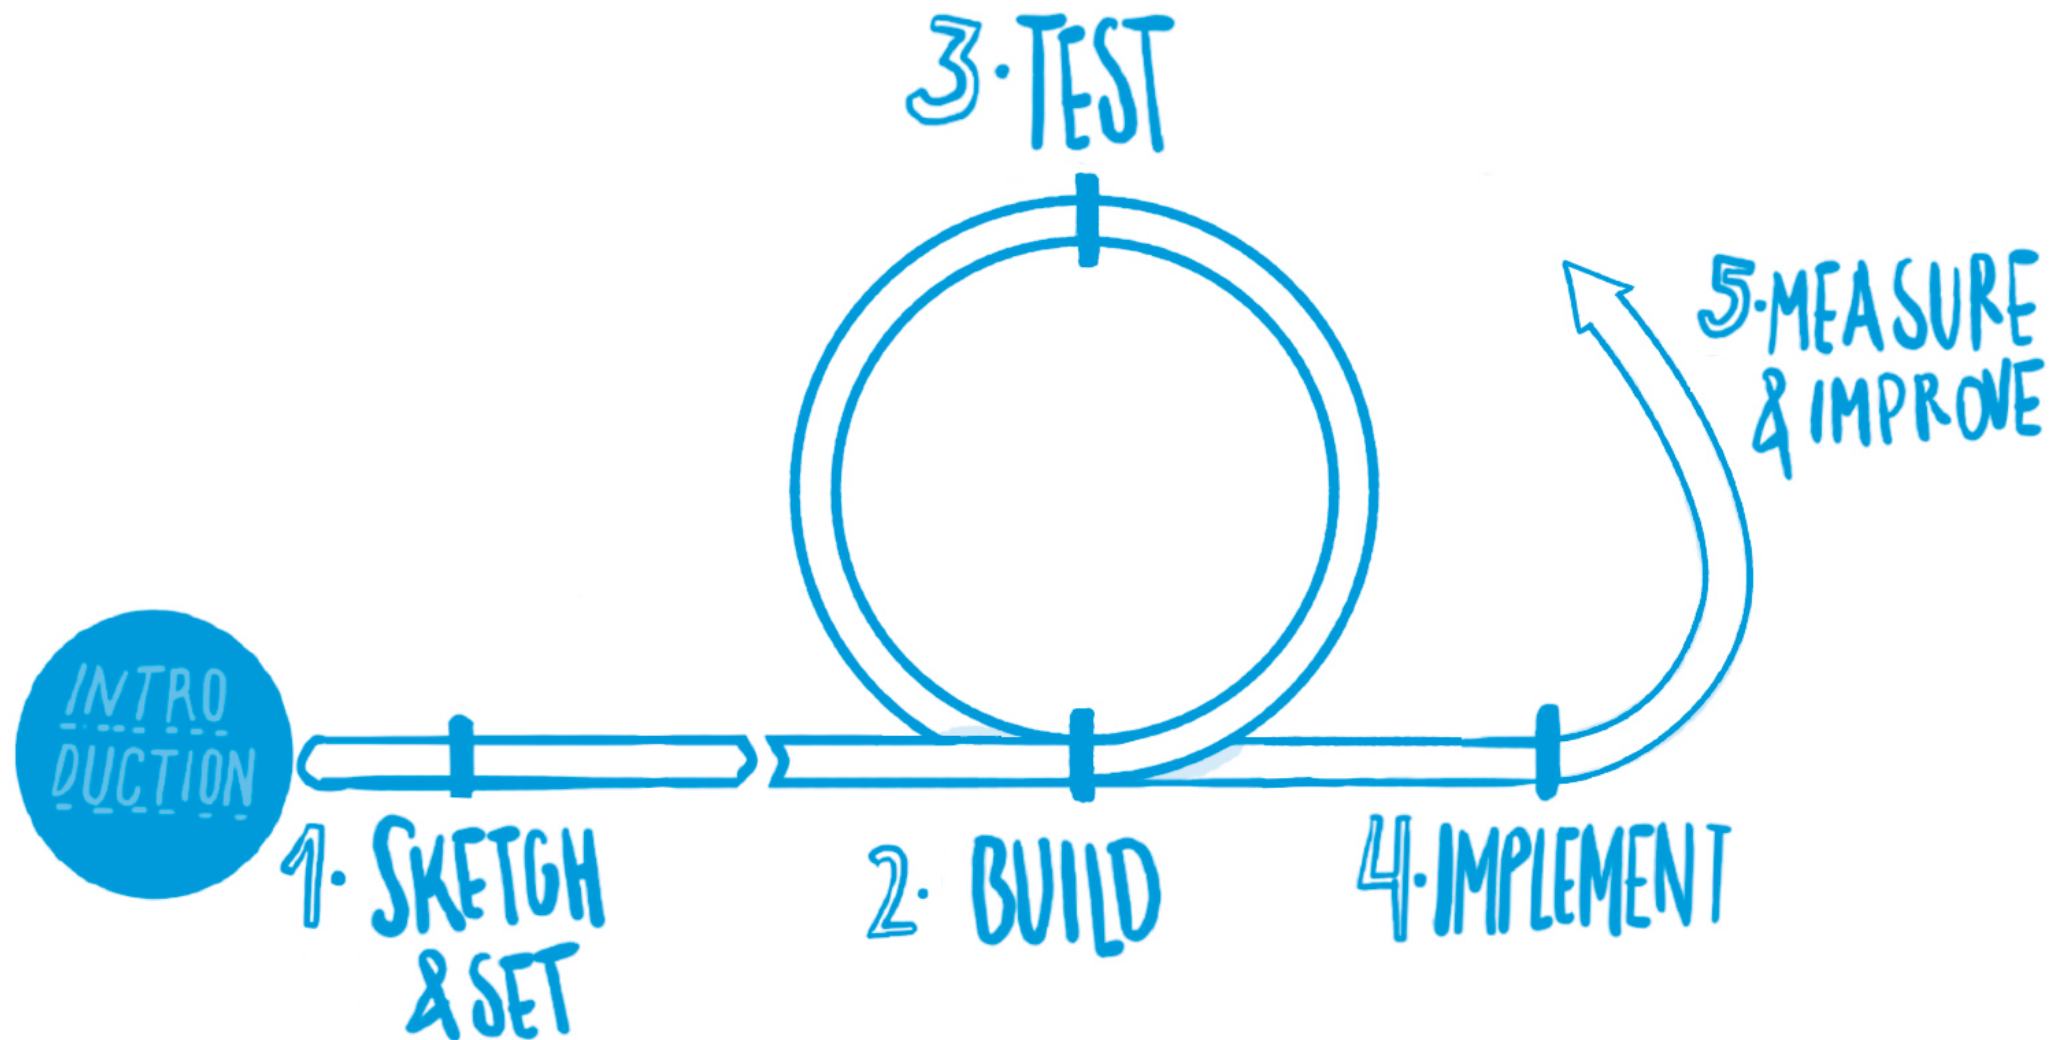 INTRO
DUCTION
1. SKETCH
& SET
2. BUILD
3. TEST
4. IMPLEMENT
5. MEASURE
& IMPROVE